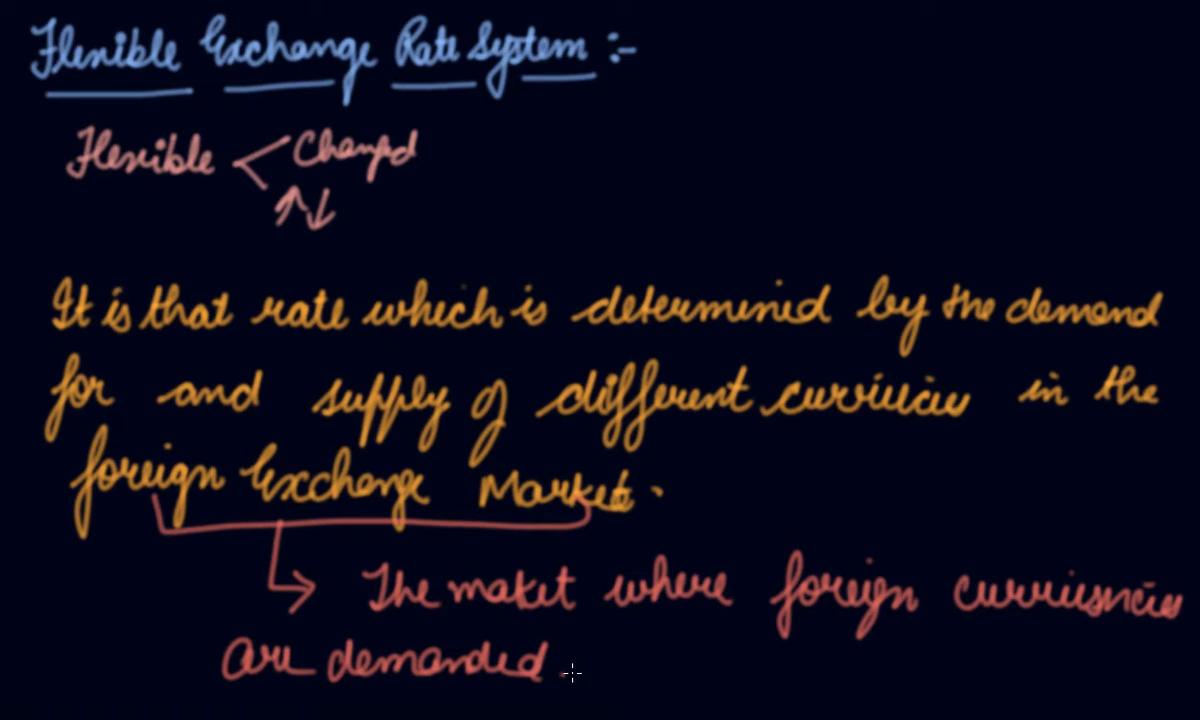 Flexible Exchange Rate System :-
Flexible < Changed
↑↓
It is that rate which is determined by the demand
for and supply of different currencies in the
foreign Exchange Market.
→ The market where foreign currencies
are demanded.